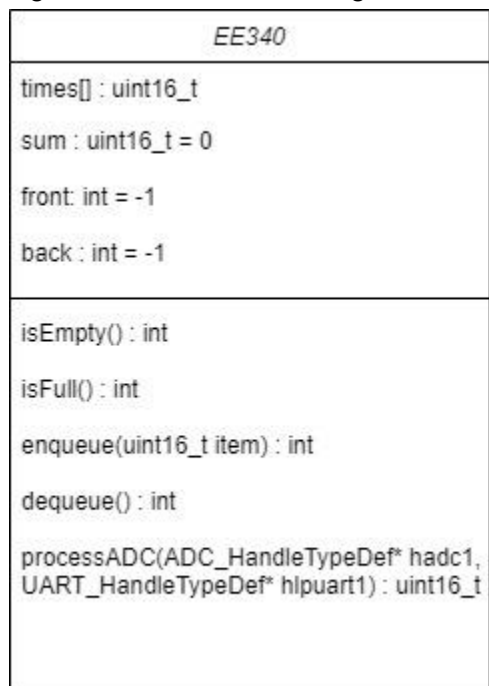 EE340
times[] : uint16_t
sum : uint16_t = 0
front: int = -1
back : int = -1
isEmpty() : int
isFull() : int
enqueue(uint16_t item) : int
dequeue() : int
processADC(ADC_HandleTypeDef* hadc1,
UART_HandleTypeDef* hlpuart1) : uint16_t